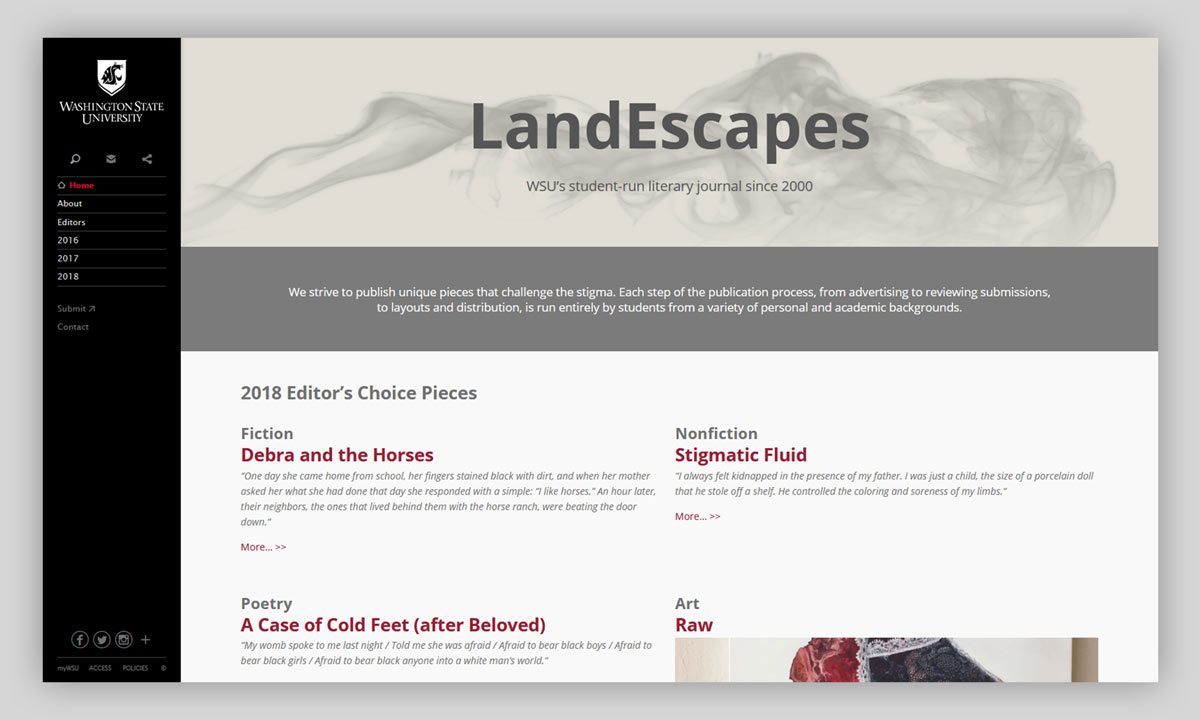 WASHINGTON STATE
UNIVERSITY
Home
About
Editors
2016
2017
2018
Submit
Contact
myWSU ACCESS POLICIES ©
LandEscapes
WSU’s student-run literary journal since 2000
We strive to publish unique pieces that challenge the stigma. Each step of the publication process, from advertising to reviewing submissions,
to layouts and distribution, is run entirely by students from a variety of personal and academic backgrounds.
2018 Editor’s Choice Pieces
Fiction
Debra and the Horses
“One day she came home from school, her fingers stained black with dirt, and when her mother
asked her what she had done that day she responded with a simple: “I like horses.” An hour later,
their neighbors, the ones that lived behind them with the horse ranch, were beating the door
down.”
More... >>
Nonfiction
Stigmatic Fluid
“I always felt kidnapped in the presence of my father. I was just a child, the size of a porcelain doll
that he stole off a shelf. He controlled the coloring and soreness of my limbs.”
More... >>
Poetry
A Case of Cold Feet (after Beloved)
“My womb spoke to me last night / Told me she was afraid / Afraid to bear black boys / Afraid to
bear black girls / Afraid to bear black anyone into a white man’s world.”
Art
Raw